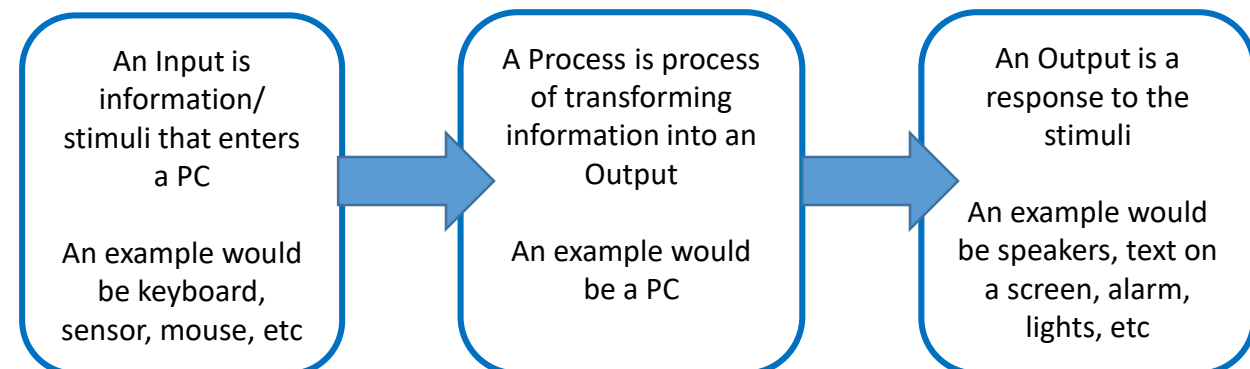 An Input is
information/
stimuli that enters
a PC
An example would
be keyboard,
sensor, mouse, etc
A Process is process
of transforming
information into an
Output
An example would
be a PC
An Output is a
response to the
stimuli
An example would
be speakers, text on
a screen, alarm,
lights, etc